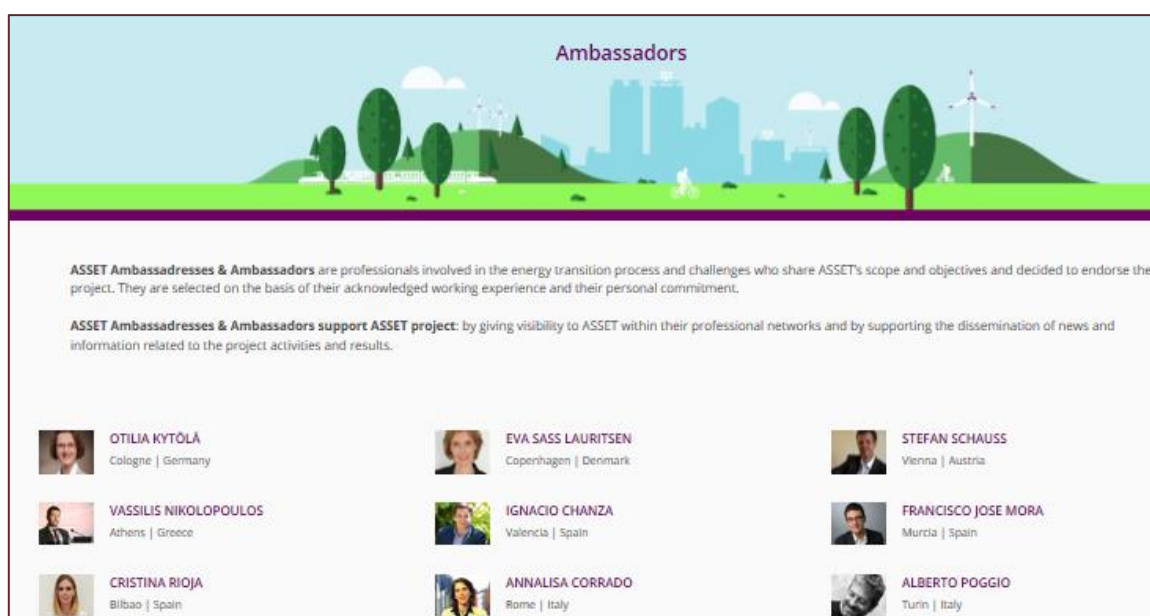 Ambassadors
ASSET Ambassadresses & Ambassadors are professionals involved in the energy transition process and challenges who share ASSET's scope and objectives and decided to endorse the
project. They are selected on the basis of their acknowledged working experience and their personal commitment.
ASSET Ambassadresses & Ambassadors support ASSET project: by giving visibility to ASSET within their professional networks and by supporting the dissemination of news and
information related to the project activities and results.
OTILIA KYTÖLÄ
Cologne | Germany
EVA SASS LAURITSEN
Copenhagen | Denmark
STEFAN SCHAUSS
Vienna | Austria
VASSILIS NIKOLOPOULOS
Athens | Greece
IGNACIO CHANZA
Valencia | Spain
FRANCISCO JOSE MORA
Murcia | Spain
CRISTINA RIOJA
Bilbao | Spain
ANNALISA CORRADO
Rome | Italy
ALBERTO POGGIO
Turin | Italy